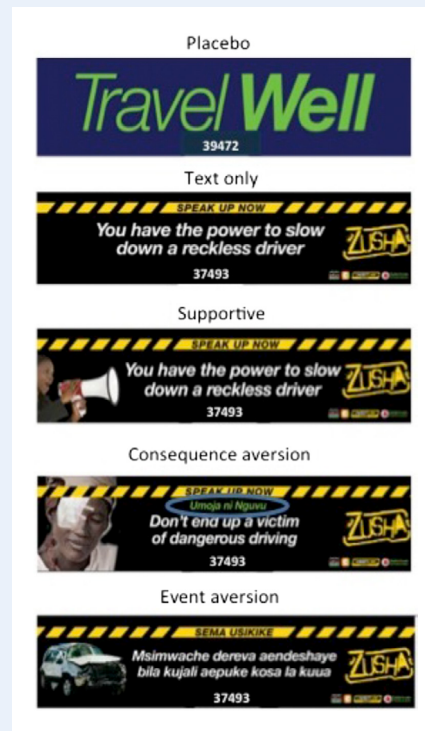 Placebo
Travel Well
39472
Text only
SPEAK UP NOW
You have the power to slow
down a reckless driver
ZUSHA
37493
Supportive
SPEAK UP NOW
You have the power to slow
down a reckless driver
ZUSHA
37493
Consequence aversion
SPEAK UP NOW
Umoja ni Nguvu
Don't end up a victim
of dangerous driving
ZUSHA
37493
Event aversion
SEMA USIKIKE
Msimwache dereva aendeshaye
bila kujali aepuke kosa la kuua
ZUSHA
37493